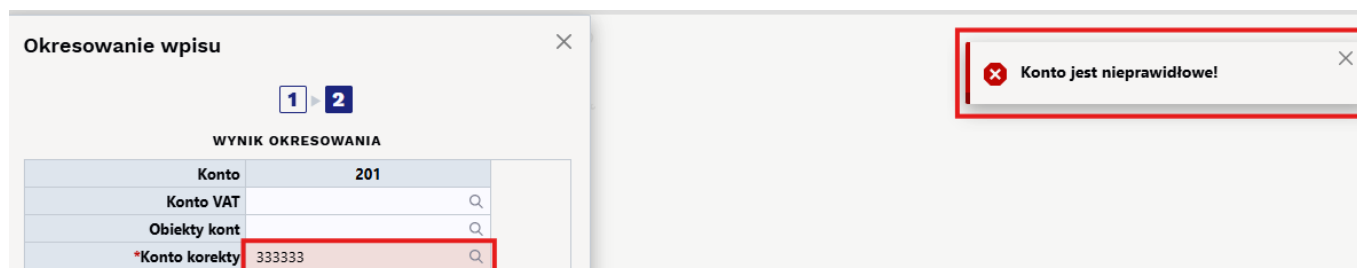 Okresowanie wpisu
Konto jest nieprawidłowe!
1 2
WYNIK OKRESOWANIA
Konto 201
Konto VAT
Obiekty kont
*Konto korekty 333333